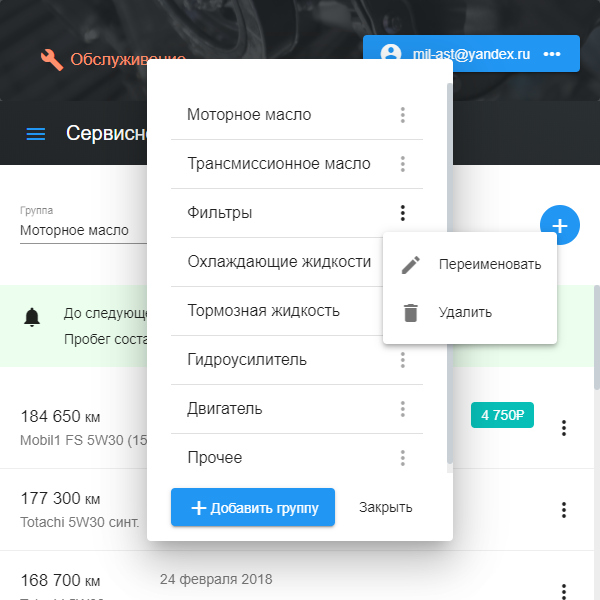 Обслуживание
mil-ast@yandex.ru
Сервисн
Группа
Моторное масло
До следующ
Пробег соста
184 650 км
Mobil1 FS 5W30 (15
4 750₽
177 300 км
Totachi 5W30 синт.
168 700 км
24 февраля 2018
Моторное масло
Трансмиссионное масло
Фильтры
Охлаждающие жидкости
Тормозная жидкость
Гидроусилитель
Двигатель
Прочее
Добавить группу
Закрыть
Переименовать
Удалить